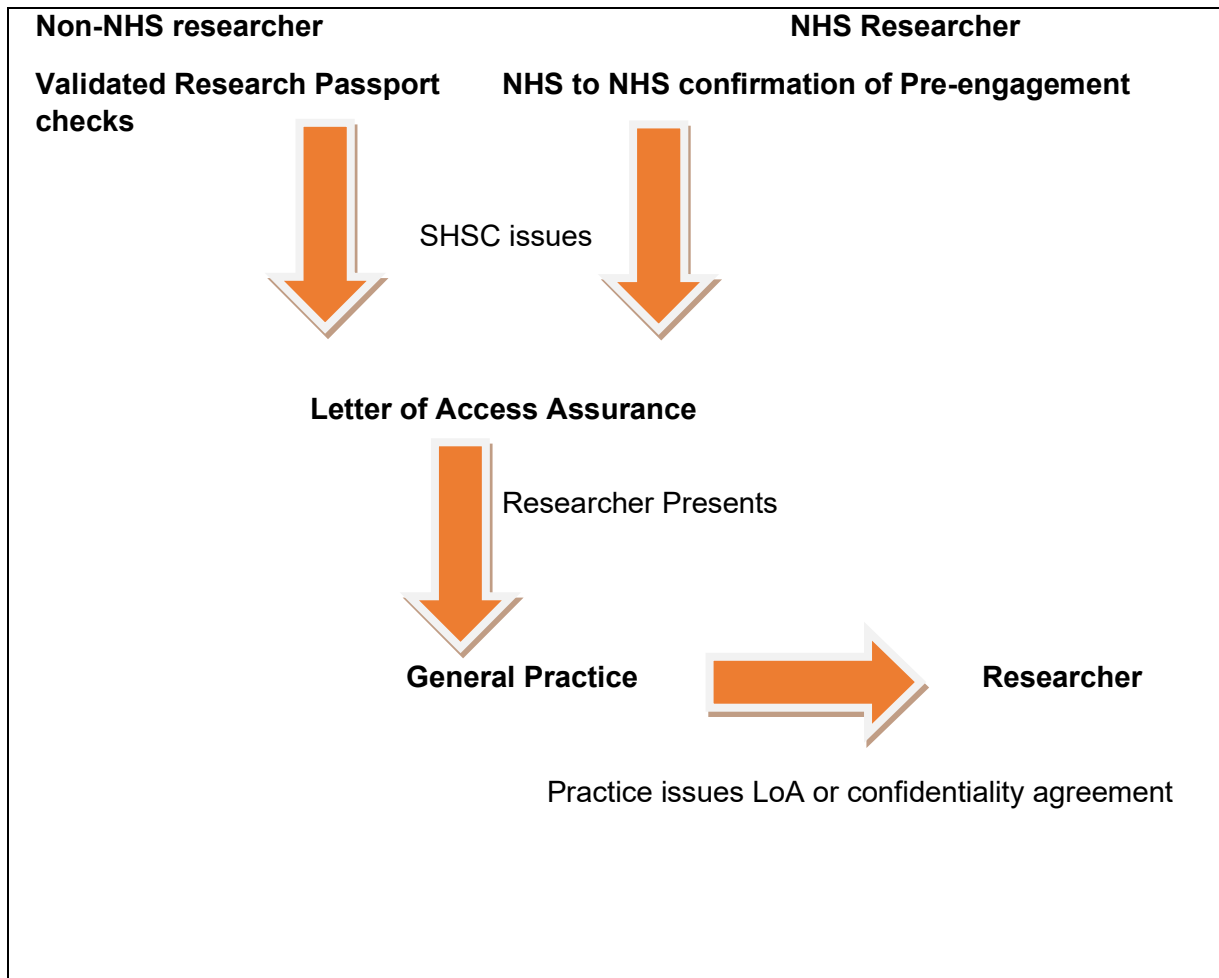 Non-NHS researcher
NHS Researcher
Validated Research Passport
checks
NHS to NHS confirmation of Pre-engagement
SHSC issues
Letter of Access Assurance
Researcher Presents
General Practice
Researcher
Practice issues LoA or confidentiality agreement